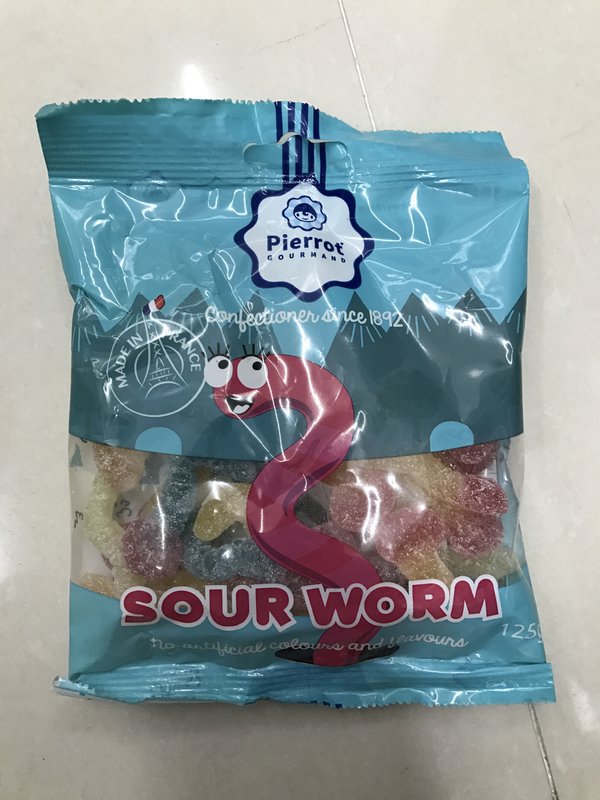 Pierrot
GOURMAND
Confectioner since 1892
MADE IN FRANCE
SOUR WORM
No artificial colours and flavours
125g